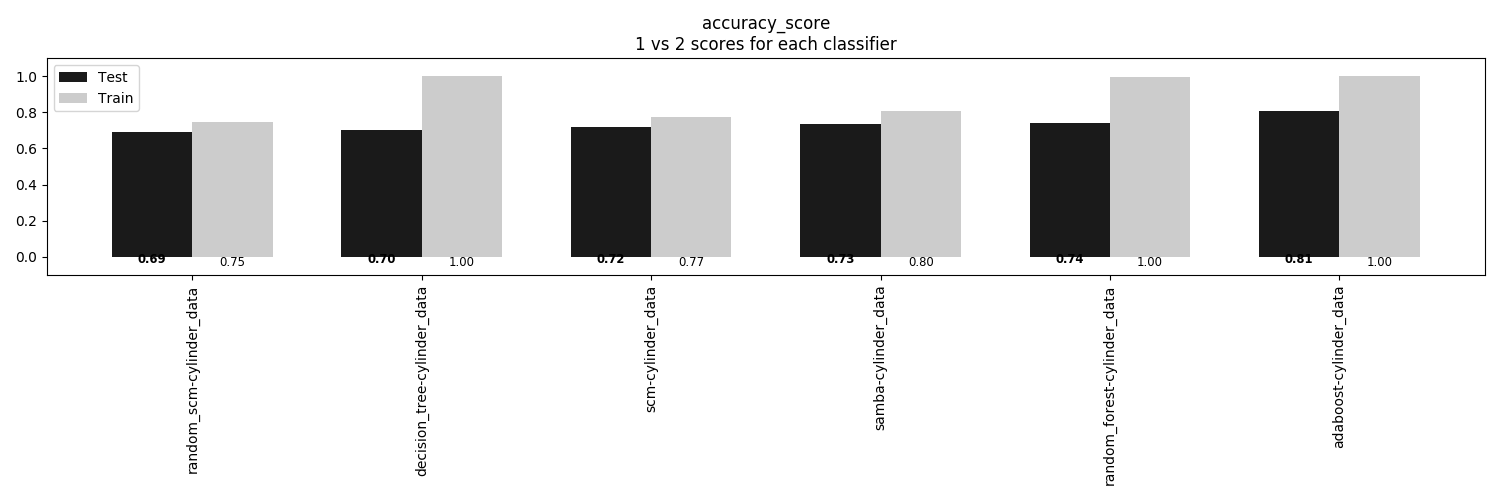 accuracy_score
1 vs 2 scores for each classifier
Test
Train
1.0
0.8
0.6
0.4
0.2
0.0
0.69
0.75
0.70
1.00
0.72
0.77
0.73
0.80
0.74
1.00
0.81
1.00
random_scm-cylinder_data
decision_tree-cylinder_data
scm-cylinder_data
samba-cylinder_data
random_forest-cylinder_data
adaboost-cylinder_data